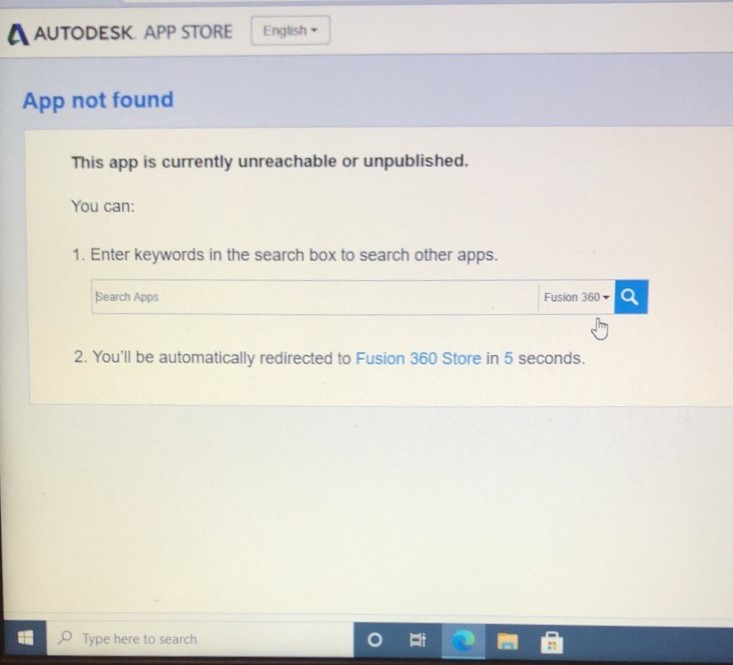 AUTODESK. APP STORE English
App not found
This app is currently unreachable or unpublished.
You can:
1. Enter keywords in the search box to search other apps.
Search Apps Fusion 360
2. You'll be automatically redirected to Fusion 360 Store in 5 seconds.
Type here to search